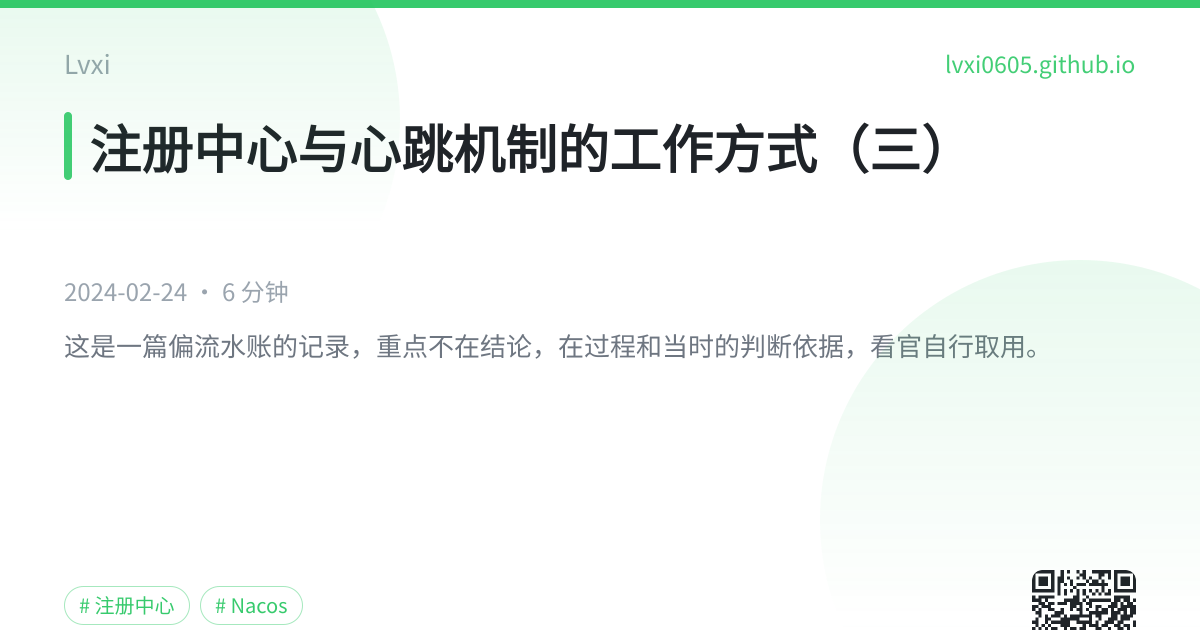 Lvxi
lvxi0605.github.io
注册中心与心跳机制的工作方式（三）
2024-02-24 · 6 分钟
这是一篇偏流水账的记录，重点不在结论，在过程和当时的判断依据，看官自行取用。
# 注册中心
# Nacos